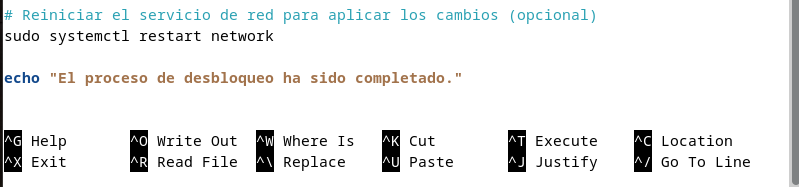 # Reiniciar el servicio de red para aplicar los cambios (opcional)
sudo systemctl restart network
echo "El proceso de desbloqueo ha sido completado."
^G Help ^O Write Out ^W Where Is ^K Cut ^T Execute ^C Location
^X Exit ^R Read File ^\ Replace ^U Paste ^J Justify ^/ Go To Line